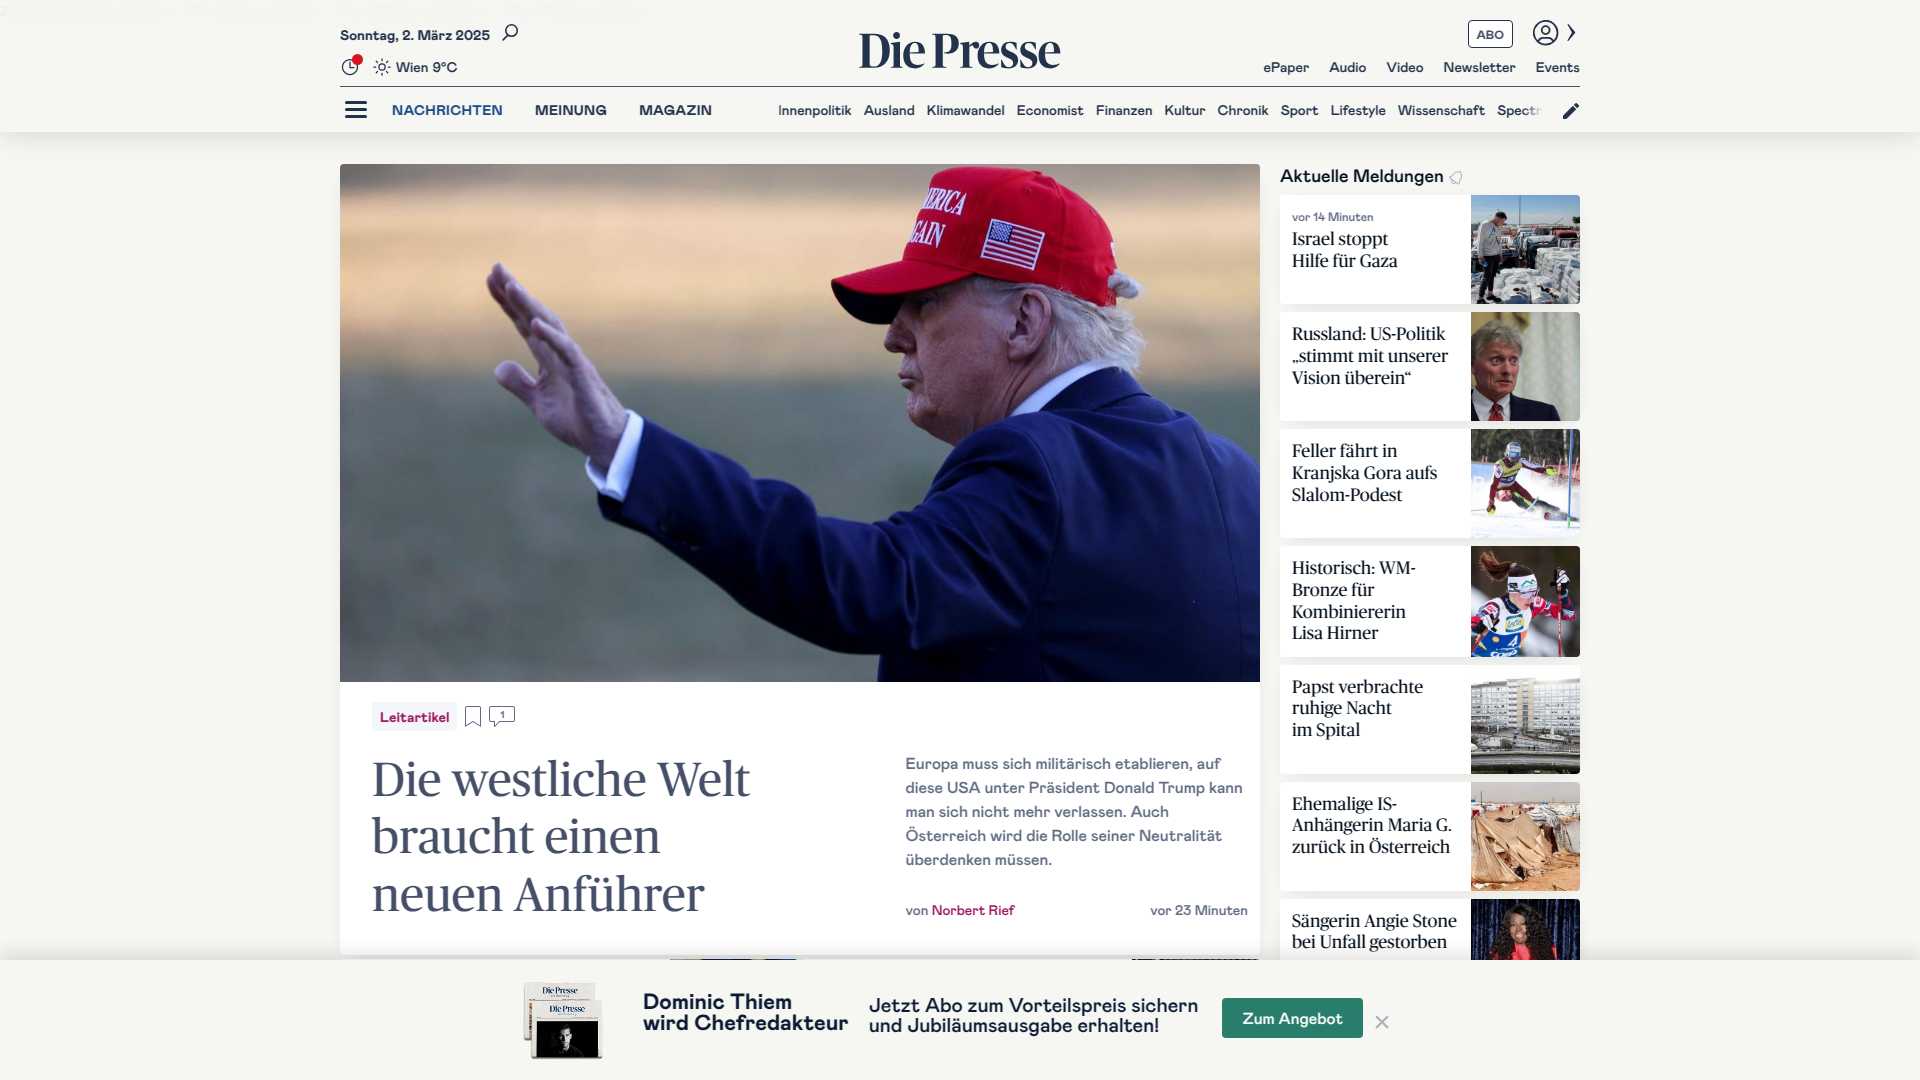 Sonntag, 2. März 2025
Die Presse
ABO
Wien 9°C
ePaper Audio Video Newsletter Events
NACHRICHTEN MEINUNG MAGAZIN
Innenpolitik Ausland Klimawandel Economist Finanzen Kultur Chronik Sport Lifestyle Wissenschaft Spectr
Aktuelle Meldungen
vor 14 Minuten
Israel stoppt
Hilfe für Gaza
Russland: US-Politik
„stimmt mit unserer
Vision überein“
Feller fährt in
Kranjska Gora aufs
Slalom-Podest
Historisch: WM-
Bronze für
Kombiniererin
Lisa Hirner
4
Papst verbrachte
ruhige Nacht
im Spital
Ehemalige IS-
Anhängerin Maria G.
zurück in Österreich
Sängerin Angie Stone
bei Unfall gestorben
AGAIN
Leitartikel
1
Die westliche Welt
braucht einen
neuen Anführer
Europa muss sich militärisch etablieren, auf
diese USA unter Präsident Donald Trump kann
man sich nicht mehr verlassen. Auch
Österreich wird die Rolle seiner Neutralität
überdenken müssen.
von Norbert Rief
vor 23 Minuten
Die Presse
Die Presse
Dominic Thiem
wird Chefredakteur
Jetzt Abo zum Vorteilspreis sichern
und Jubiläumsausgabe erhalten!
Zum Angebot